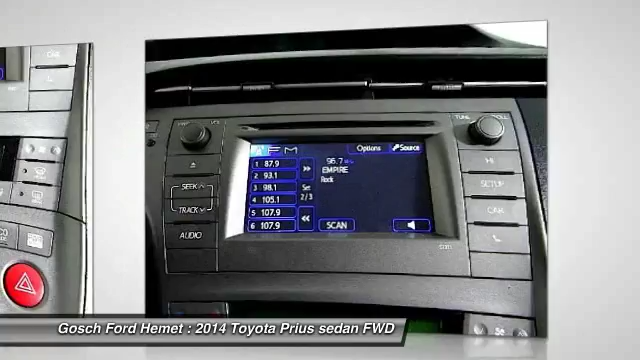 FM
Options
Source
96.7
EMPIRE
Rock
1 87.9
2 93.1
3 98.1
4 105.1
5 107.9
6 107.9
Set
2/3
SCAN
SEEK
TRACK
AUDIO
TUNE
SCROLL
SETUP
CAR
Gosch Ford Hemet : 2014 Toyota Prius sedan FWD